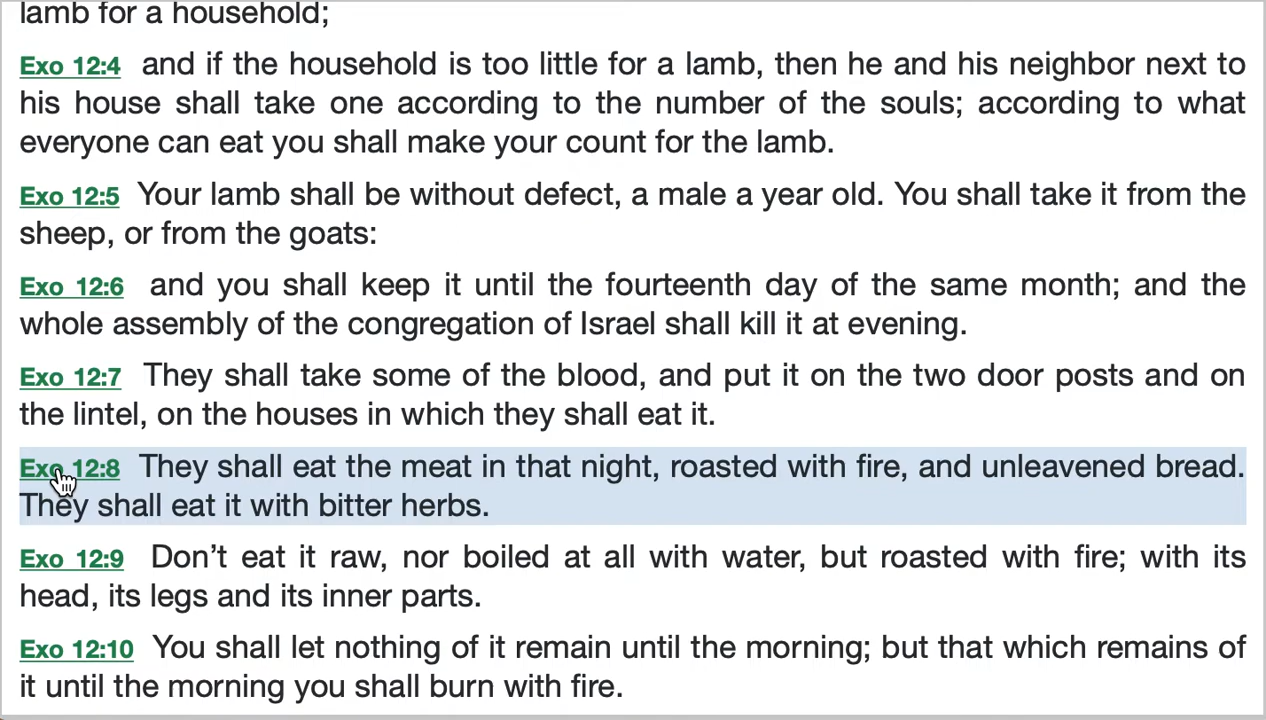 lamb for a household;
Exo 12:4 and if the household is too little for a lamb, then he and his neighbor next to
his house shall take one according to the number of the souls; according to what
everyone can eat you shall make your count for the lamb.
Exo 12:5 Your lamb shall be without defect, a male a year old. You shall take it from the
sheep, or from the goats:
Exo 12:6 and you shall keep it until the fourteenth day of the same month; and the
whole assembly of the congregation of Israel shall kill it at evening.
Exo 12:7 They shall take some of the blood, and put it on the two door posts and on
the lintel, on the houses in which they shall eat it.
Exo 12:8 They shall eat the meat in that night, roasted with fire, and unleavened bread.
They shall eat it with bitter herbs.
Exo 12:9 Don’t eat it raw, nor boiled at all with water, but roasted with fire; with its
head, its legs and its inner parts.
Exo 12:10 You shall let nothing of it remain until the morning; but that which remains of
it until the morning you shall burn with fire.